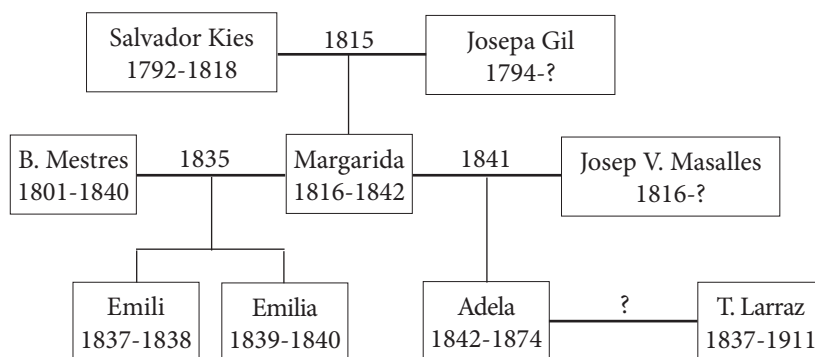 Salvador Kies
1792-1818
1815
Josepa Gil
1794-?
B. Mestres
1801-1840
1835
Margarida
1816-1842
1841
Josep V. Masalles
1816-?
Emili
1837-1838
Emilia
1839-1840
Adela
1842-1874
?
T. Larraz
1837-1911